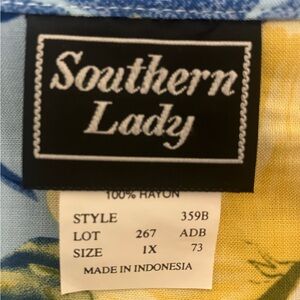 Southern
Lady
100% RAYON
STYLE 359B
LOT 267 ADB
SIZE 1X 73
MADE IN INDONESIA